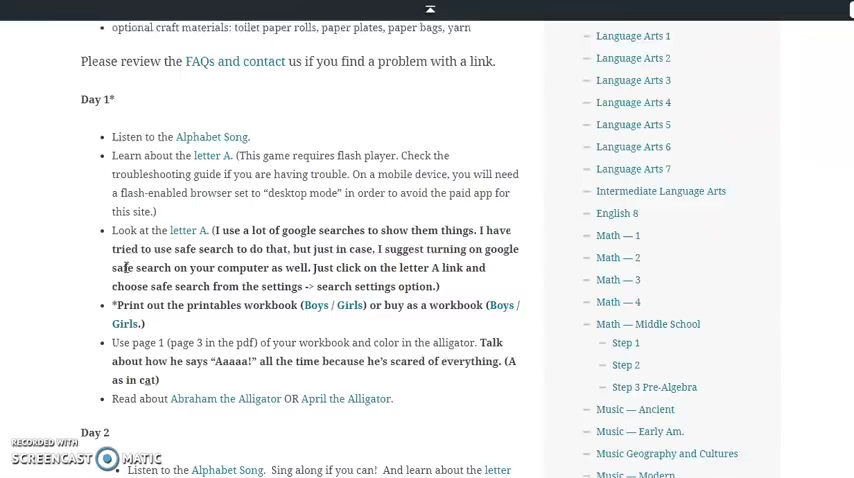 optional craft materials: toilet paper rolls, paper plates, paper bags, yarn
Please review the FAQs and contact us if you find a problem with a link.
Day 1*
Listen to the Alphabet Song.
Learn about the letter A. (This game requires flash player. Check the
troubleshooting guide if you are having trouble. On a mobile device, you will need
a flash-enabled browser set to “desktop mode” in order to avoid the paid app for
this site.)
Look at the letter A. (I use a lot of google searches to show them things. I have
tried to use safe search to do that, but just in case, I suggest turning on google
safe search on your computer as well. Just click on the letter A link and
choose safe search from the settings -> search settings option.)
*Print out the printables workbook (Boys / Girls) or buy as a workbook (Boys /
Girls.)
Use page 1 (page 3 in the pdf) of your workbook and color in the alligator. Talk
about how he says “Aaaaa!” all the time because he’s scared of everything. (A
as in cat)
Read about Abraham the Alligator OR April the Alligator.
Day 2
Listen to the Alphabet Song. Sing along if you can! And learn about the letter
Language Arts 1
Language Arts 2
Language Arts 3
Language Arts 4
Language Arts 5
Language Arts 6
Language Arts 7
Intermediate Language Arts
English 8
Math — 1
Math — 2
Math — 3
Math — 4
Math — Middle School
Step 1
Step 2
Step 3 Pre-Algebra
Music — Ancient
Music — Early Am.
Music Geography and Cultures
Music — Modern
RECORDED WITH
SCREENCAST MATIC